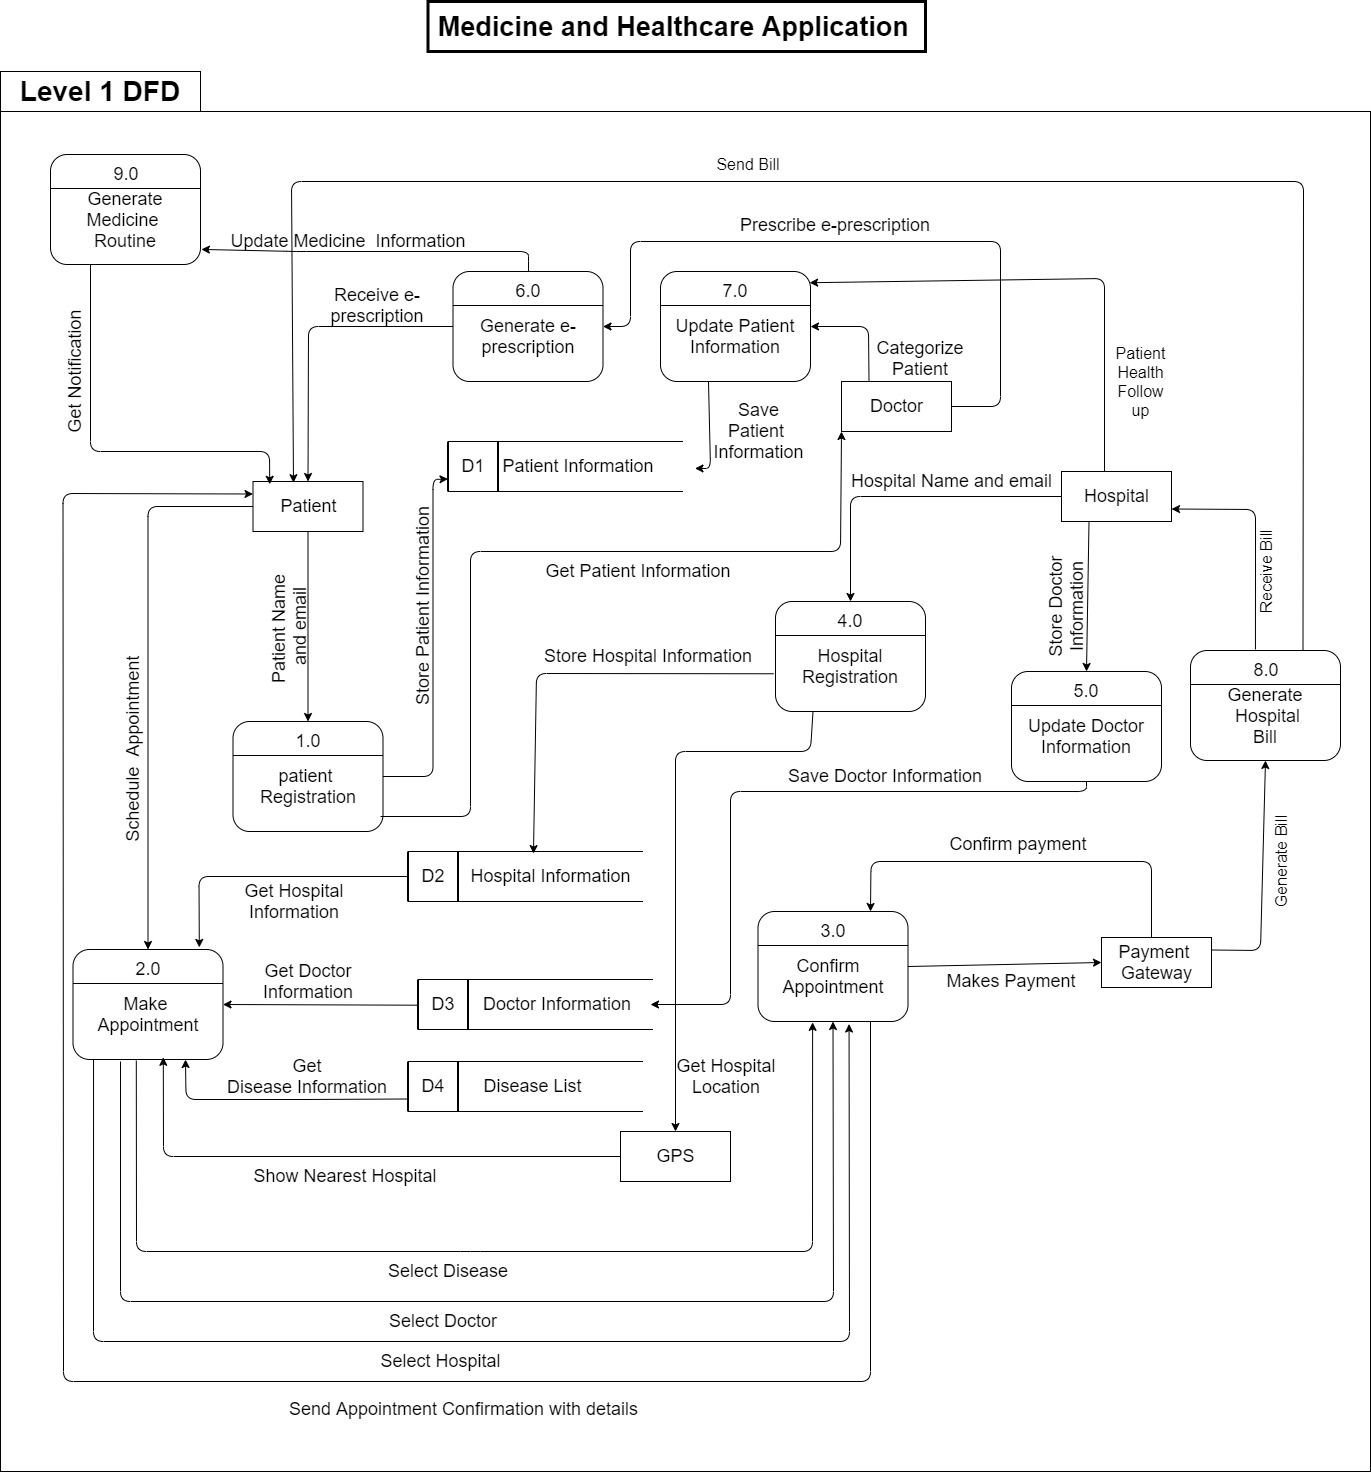 Medicine and Healthcare Application
Level 1 DFD
9.0
Generate
Medicine
Routine
Send Bill
Update Medicine  Information
Prescribe e-prescription
6.0
Generate e-
prescription
7.0
Update Patient
Information
Receive e-
prescription
Get Notification
Categorize
Patient
Patient
Health
Follow
up
Doctor
Save
Patient
Information
D1
Patient Information
Patient
Hospital Name and email
Hospital
Store Patient Information
Get Patient Information
Patient Name
and email
Store Doctor
Information
Receive Bill
4.0
Hospital
Registration
Store Hospital Information
Schedule  Appointment
5.0
Update Doctor
Information
8.0
Generate
Hospital
Bill
1.0
patient
Registration
Save Doctor Information
Generate Bill
Confirm payment
D2
Hospital Information
Get Hospital
Information
3.0
Confirm
Appointment
Makes Payment
Payment
Gateway
2.0
Make
Appointment
Get Doctor
Information
D3
Doctor Information
Get
Disease Information
D4
Disease List
Get Hospital
Location
GPS
Show Nearest Hospital
Select Disease
Select Doctor
Select Hospital
Send Appointment Confirmation with details